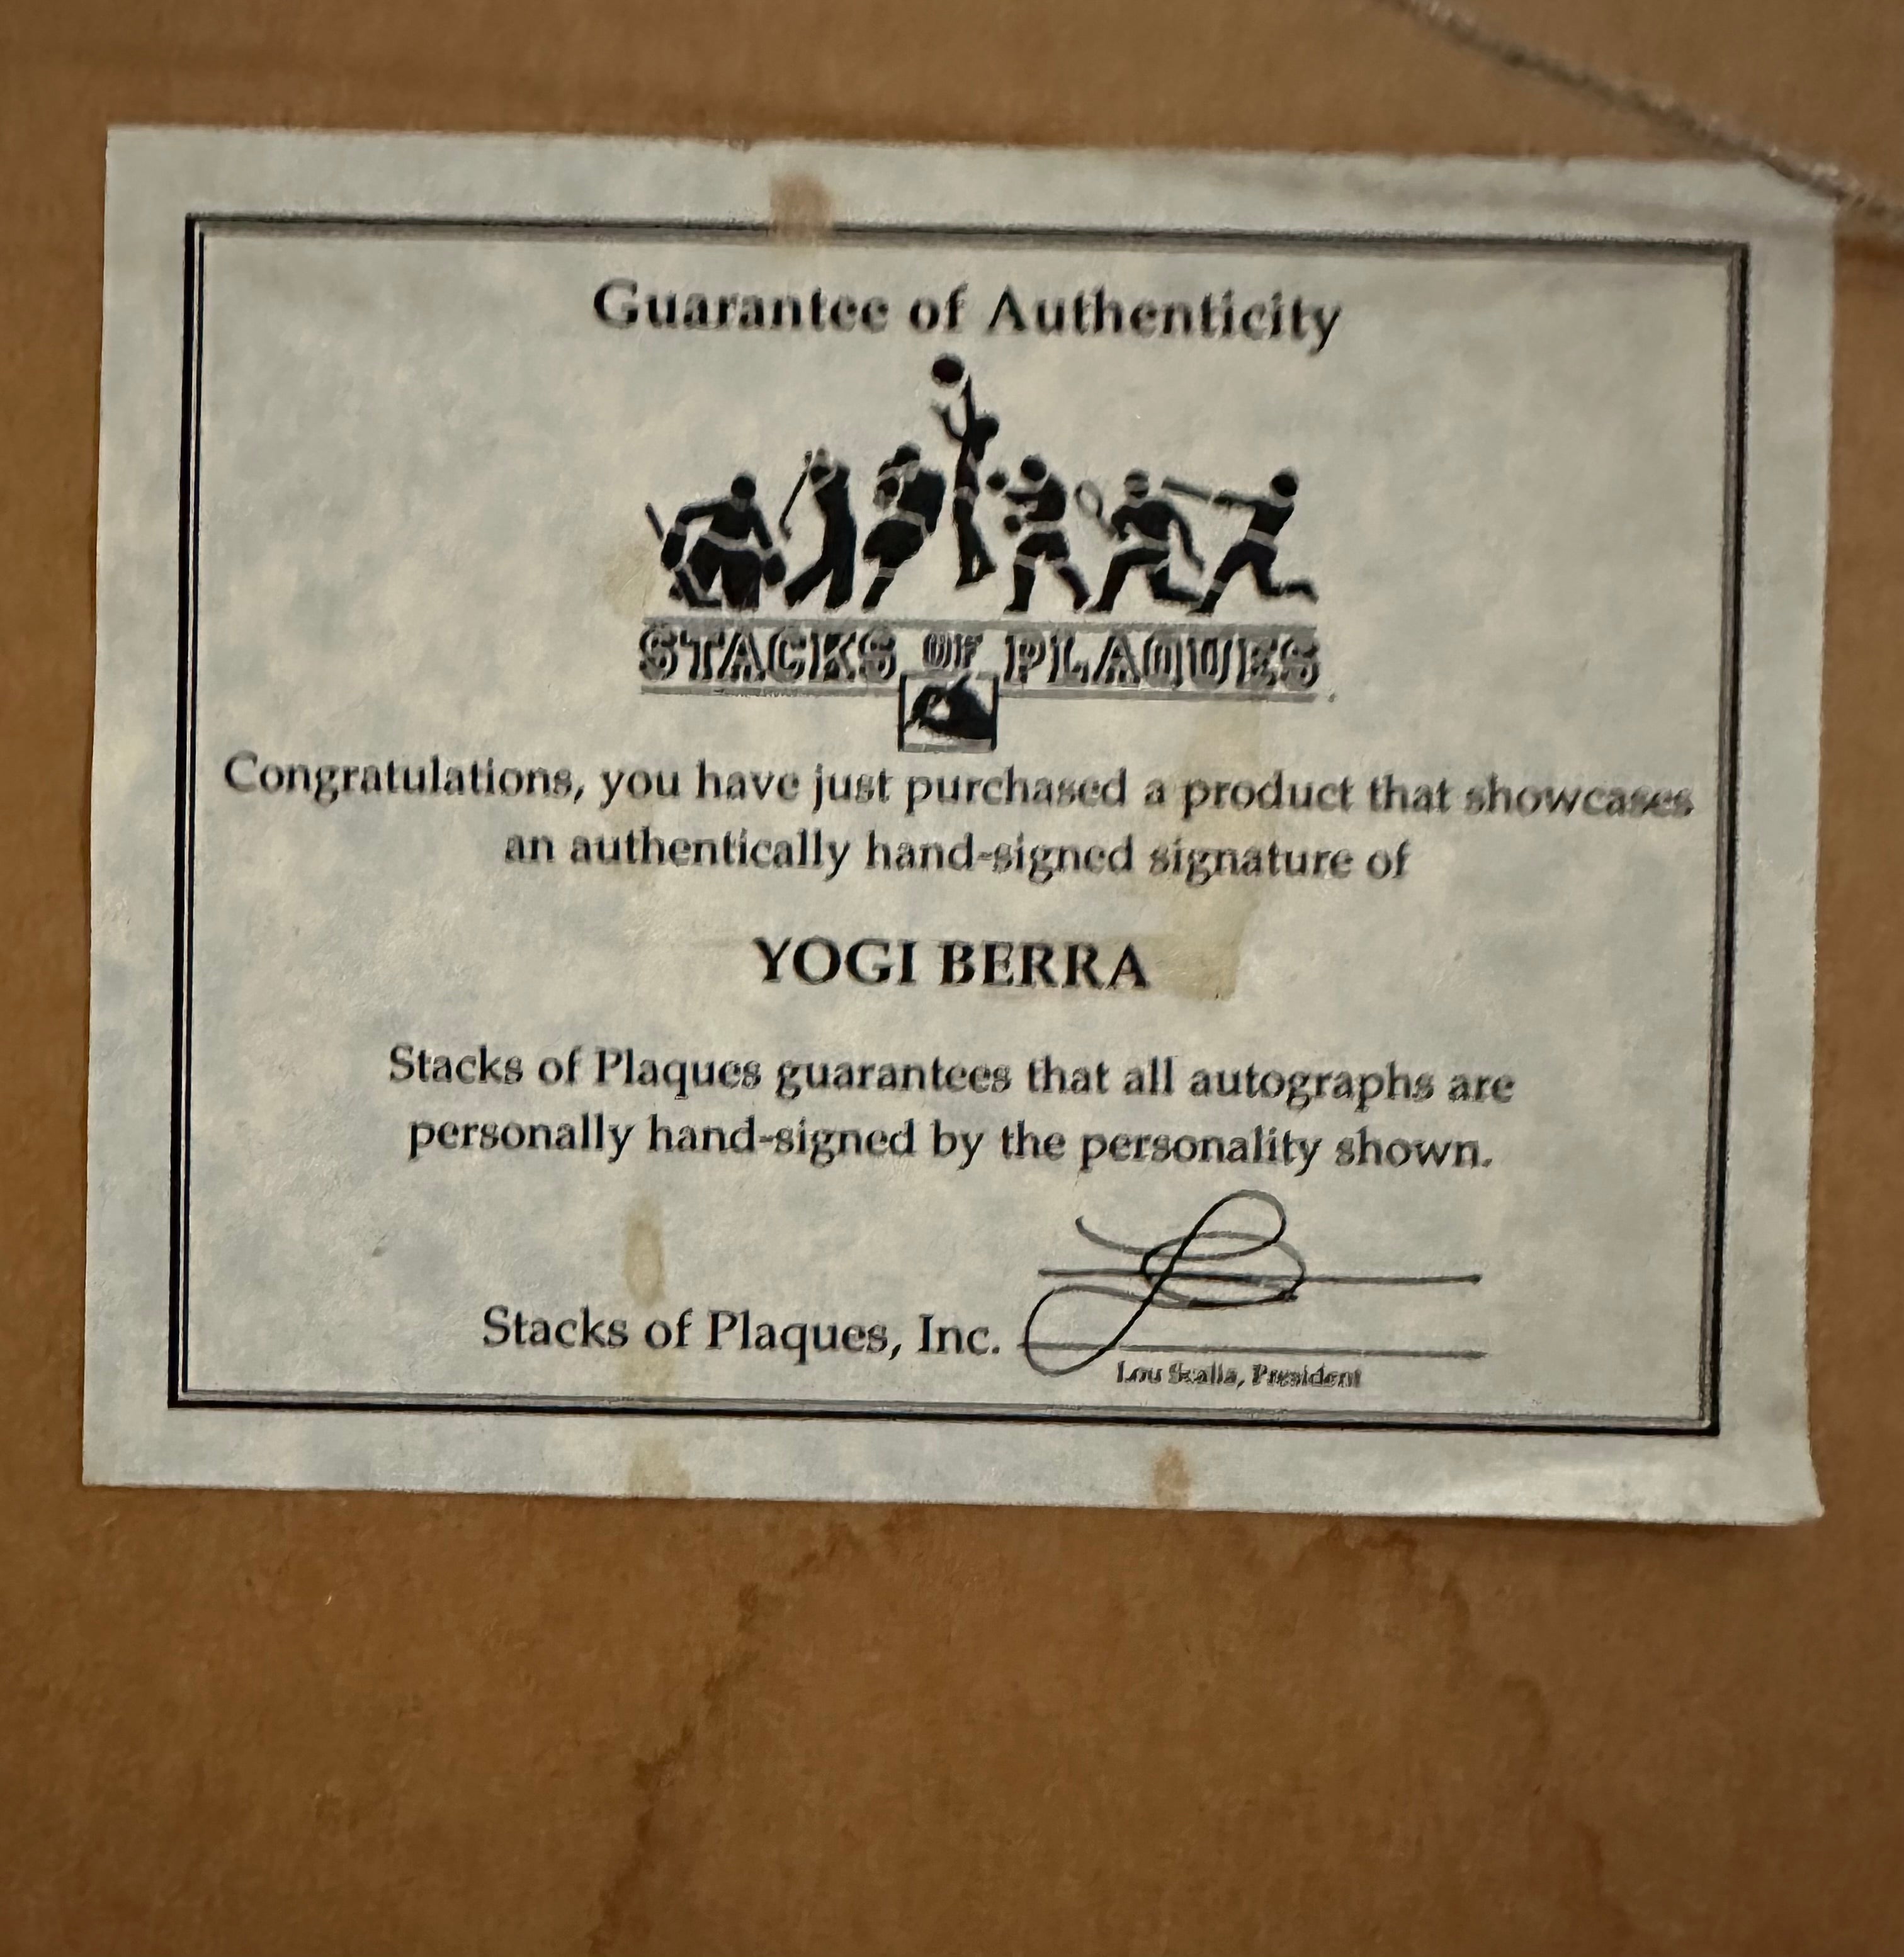 Guarantee of Authenticity
STACKS OF PLAQUES
Congratulations, you have just purchased a product that showcases
an authentically hand-signed signature of
YOGI BERRA
Stacks of Plaques guarantees that all autographs are
personally hand-signed by the personality shown.
Stacks of Plaques, Inc.
Lou Scalia, President